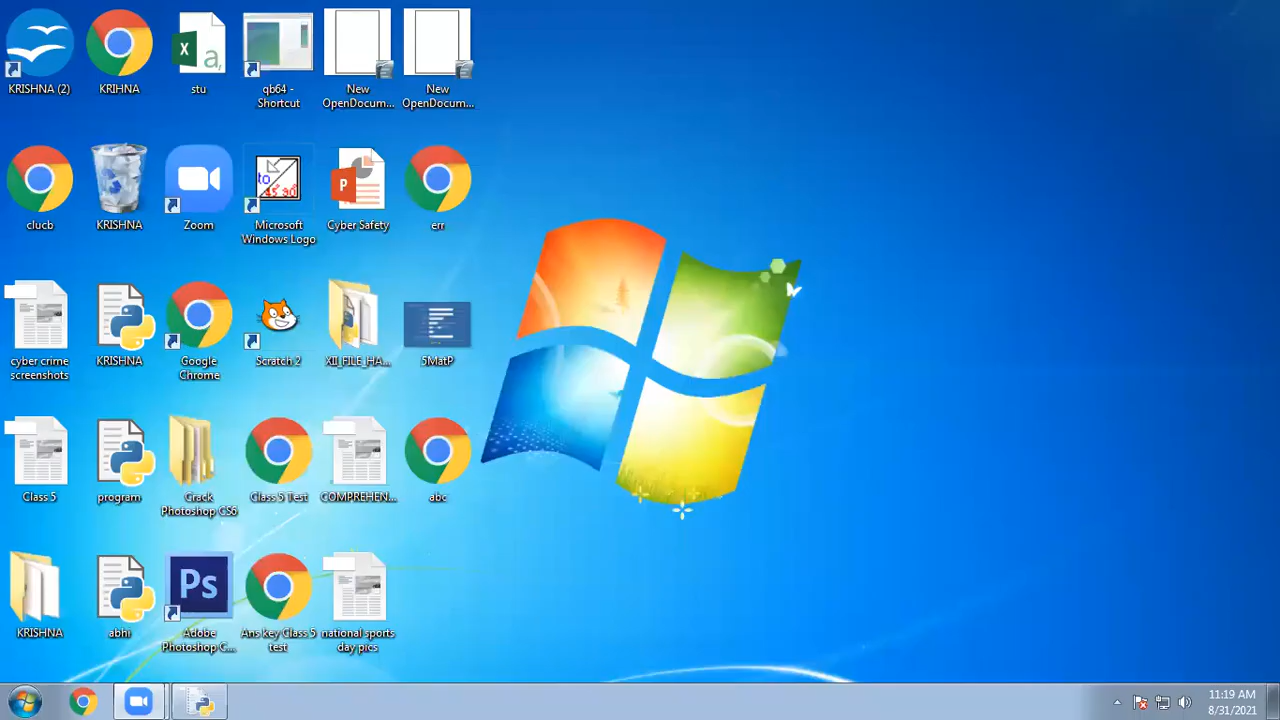 KRISHNA (2)
KRIHNA
stu
qb64 -
Shortcut
New
OpenDocum...
New
OpenDocum...
clucb
KRISHNA
Zoom
Microsoft
Windows Logo
Cyber Safety
err
cyber crime
screenshots
KRISHNA
Google
Chrome
Scratch 2
XII_FILE_HA...
5MatP
Class 5
program
Crack
Photoshop CS6
Class 5 Test
COMPREHEN...
abc
KRISHNA
abhi
Ps
Adobe
Photoshop C...
Ans key Class 5
test
national sports
day pics
11:19 AM
8/31/2021